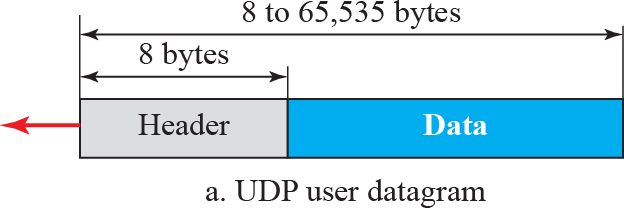 8 to 65,535 bytes
8 bytes
Header
Data
a. UDP user datagram